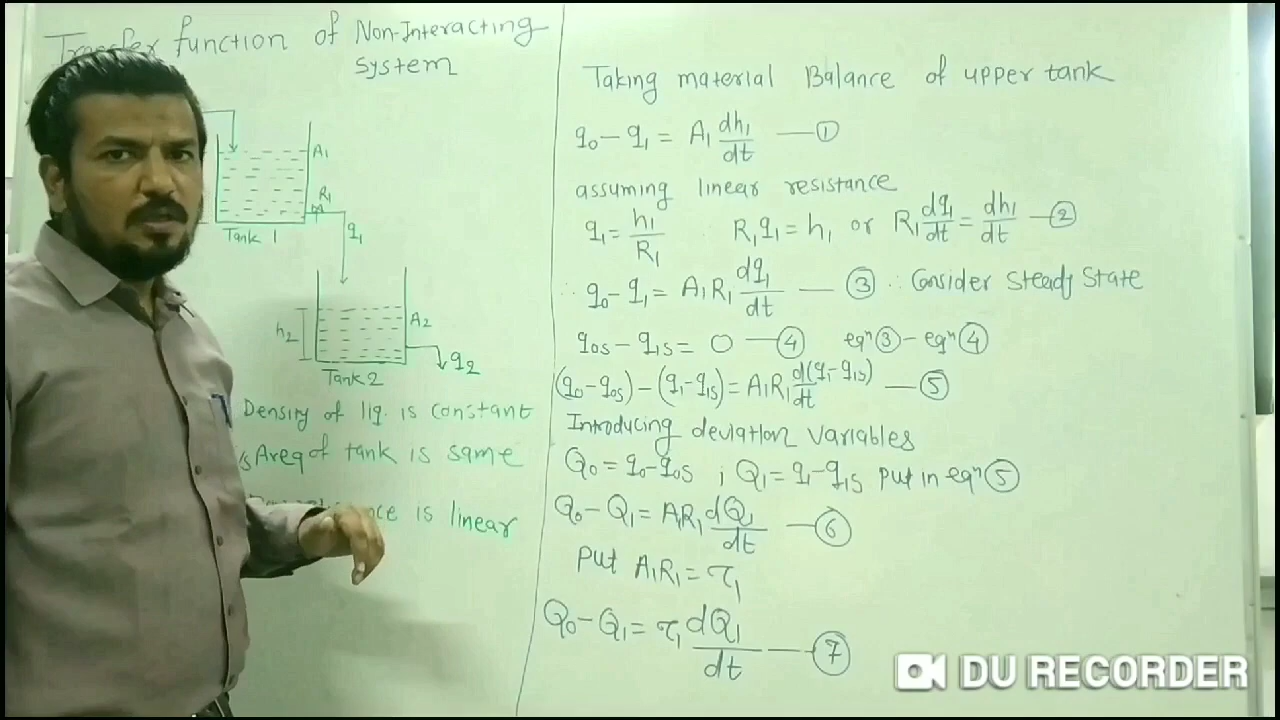 Transfer function of Non-Interacting
System
A1
R1
Tank 1
q1
h2
A2
q2
Tank 2
Density of liq. is constant
Area of tank is same
is linear
Taking material Balance of upper tank
q0 - q1 = A1 dh1/dt —①
assuming linear resistance
q1 = h1/R1 R1q1 = h1 or R1 dq1/dt = dh1/dt —②
∴ q0 - q1 = A1R1 dq1/dt —③ ∴ Consider Steady State
q0s - q1s = 0 —④ eqn③ - eqn④
(q0-q0s) - (q1-q1s) = A1R1 d(q1-q1s)/dt —⑤
Introducing deviation variables
Q0 = q0-q0s ; Q1 = q1-q1s put in eqn⑤
Q0 - Q1 = A1R1 dQ1/dt —⑥
Put A1R1 = τ1
Q0 - Q1 = τ1 dQ1/dt —⑦
DU RECORDER